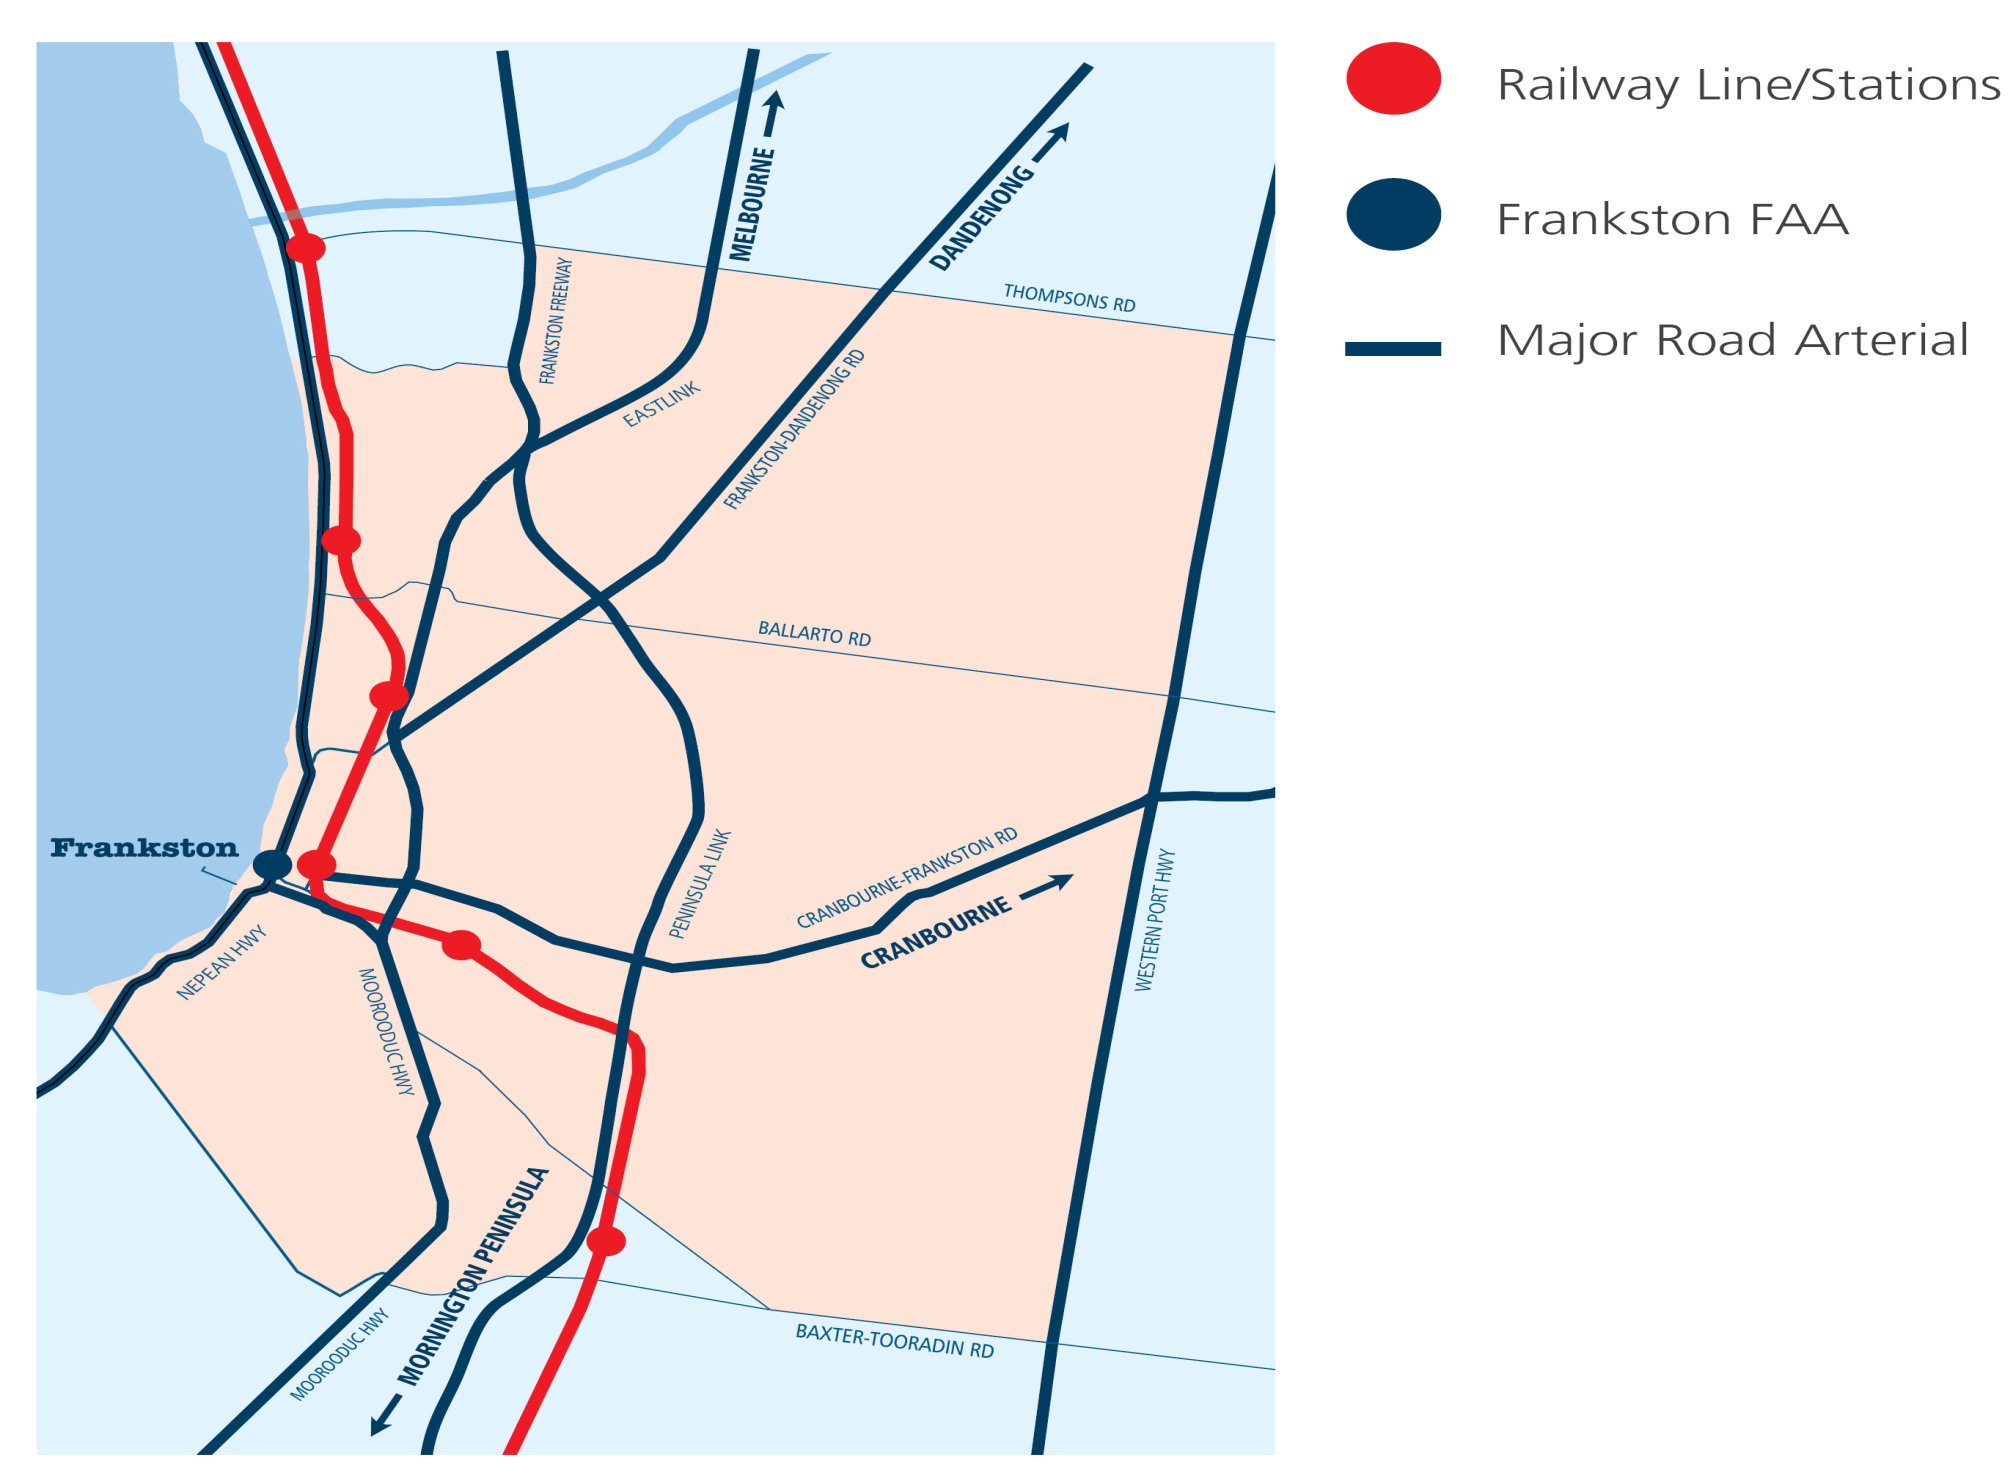 Railway Line/Stations
Frankston FAA
Major Road Arterial
MELBOURNE
DANDENONG
FRANKSTON FREEWAY
THOMPSONS RD
EASTLINK
FRANKSTON-DANDENONG RD
BALLARTO RD
Frankston
PENINSULA LINK
CRANBOURNE-FRANKSTON RD
CRANBOURNE
WESTERN PORT HWY
NEPEAN HWY
MOOROODUC HWY
MORNINGTON PENINSULA
MOOROODUC HWY
BAXTER-TOORADIN RD